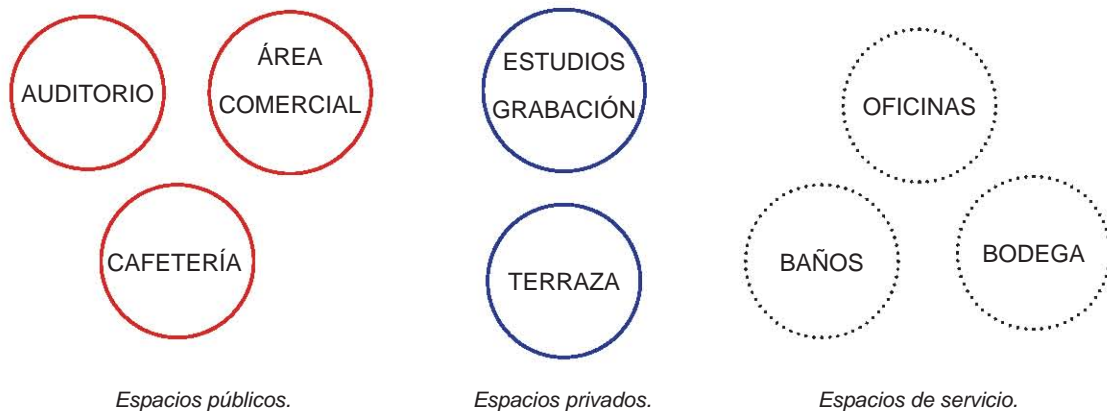 AUDITORIO
ÁREA
COMERCIAL
CAFETERÍA
ESTUDIOS
GRABACIÓN
TERRAZA
OFICINAS
BAÑOS
BODEGA
Espacios públicos.
Espacios privados.
Espacios de servicio.